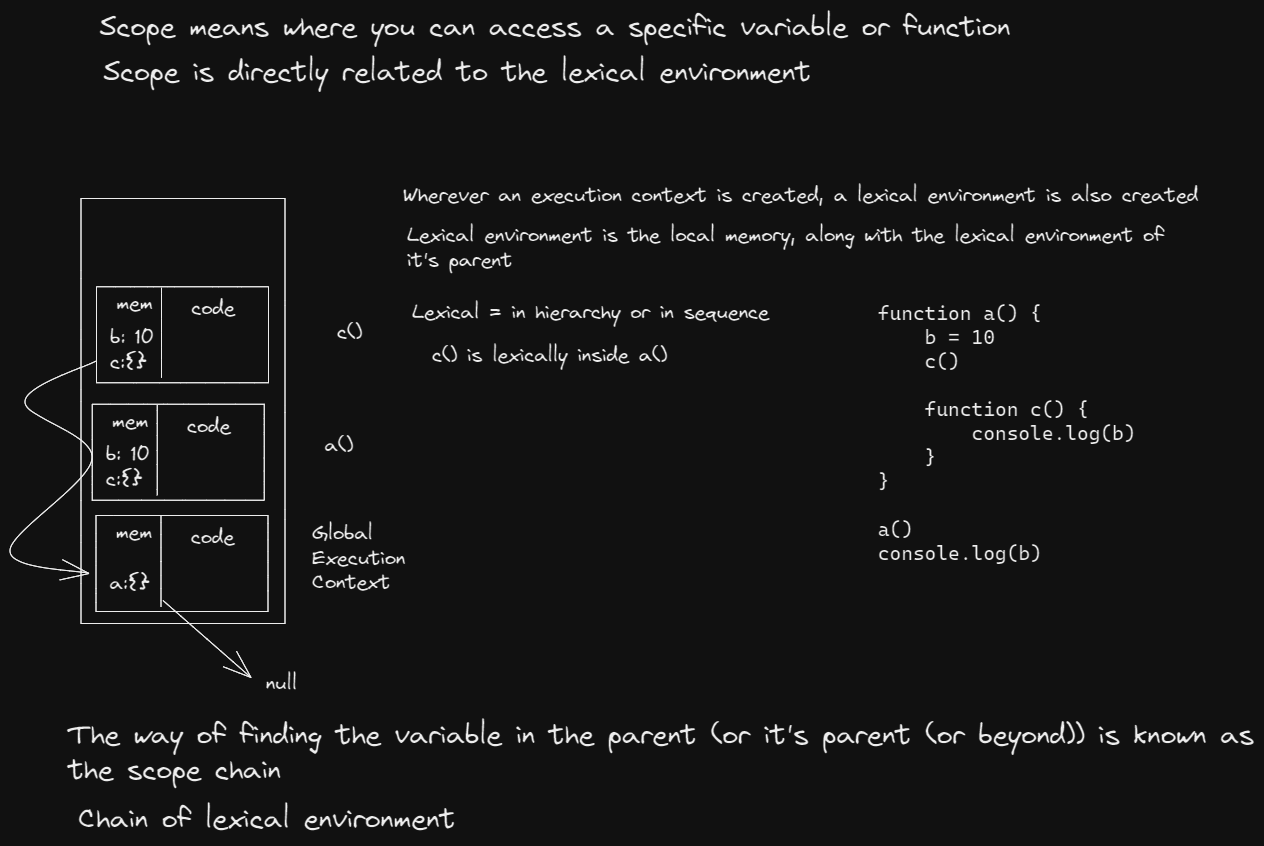 Scope means where you can access a specific variable or function
Scope is directly related to the lexical environment
Wherever an execution context is created, a lexical environment is also created
Lexical environment is the local memory, along with the lexical environment of
it's parent
Lexical = in hierarchy or in sequence
c() is lexically inside a()
mem
code
b: 10
c:{}
c()
mem
code
b: 10
c:{}
a()
mem
code
a:{}
Global
Execution
Context
null
function a() {
    b = 10
    c()
    function c() {
        console.log(b)
    }
}
a()
console.log(b)
The way of finding the variable in the parent (or it's parent (or beyond)) is known as
the scope chain
Chain of lexical environment